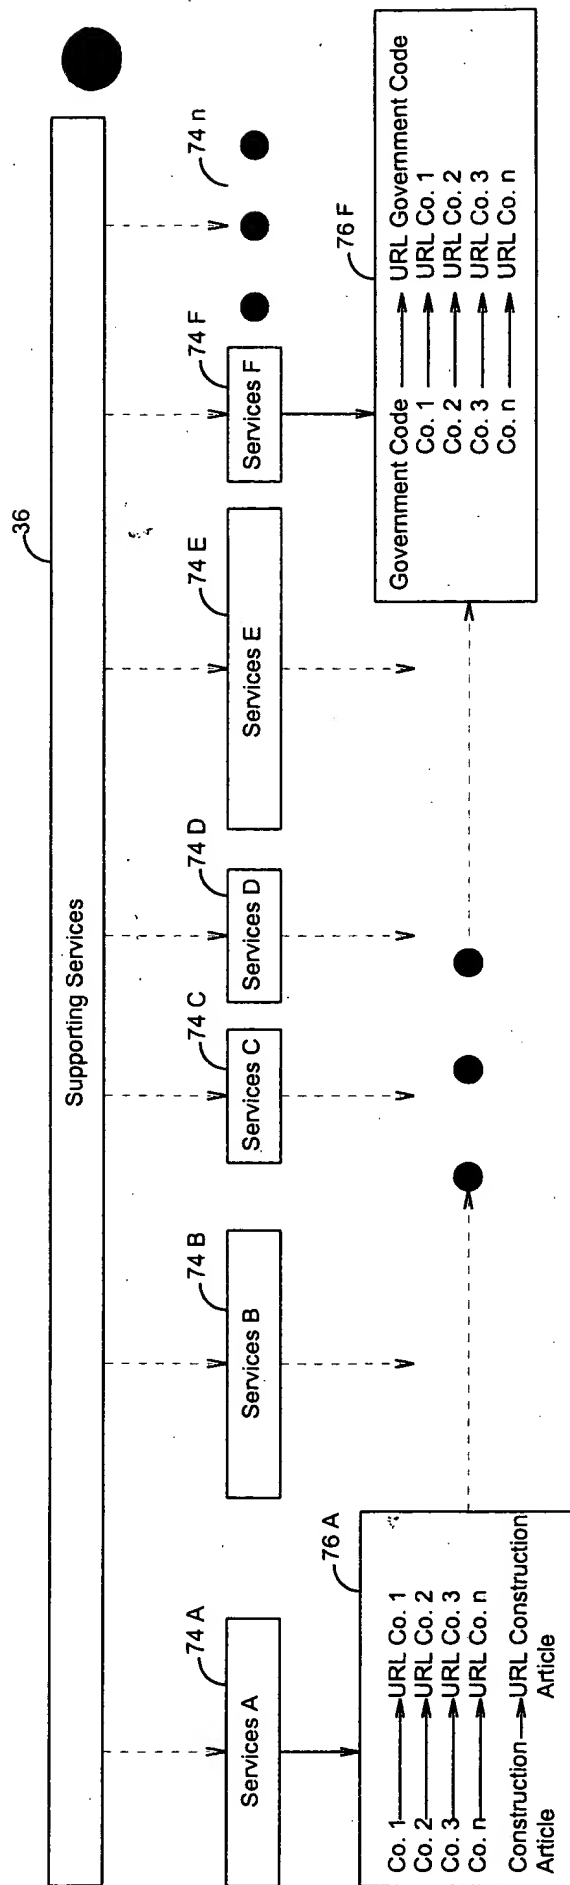 36
Supporting Services
74 A
Services A
74 B
Services B
74 C
Services C
74 D
Services D
74 E
Services E
74 F
Services F
74 n
76 A
Co. 1 URL Co. 1
Co. 2 URL Co. 2
Co. 3 URL Co. 3
Co. n URL Co. n
Construction URL Construction
Article Article
76 F
Government Code URL Government Code
Co. 1 URL Co. 1
Co. 2 URL Co. 2
Co. 3 URL Co. 3
Co. n URL Co. n